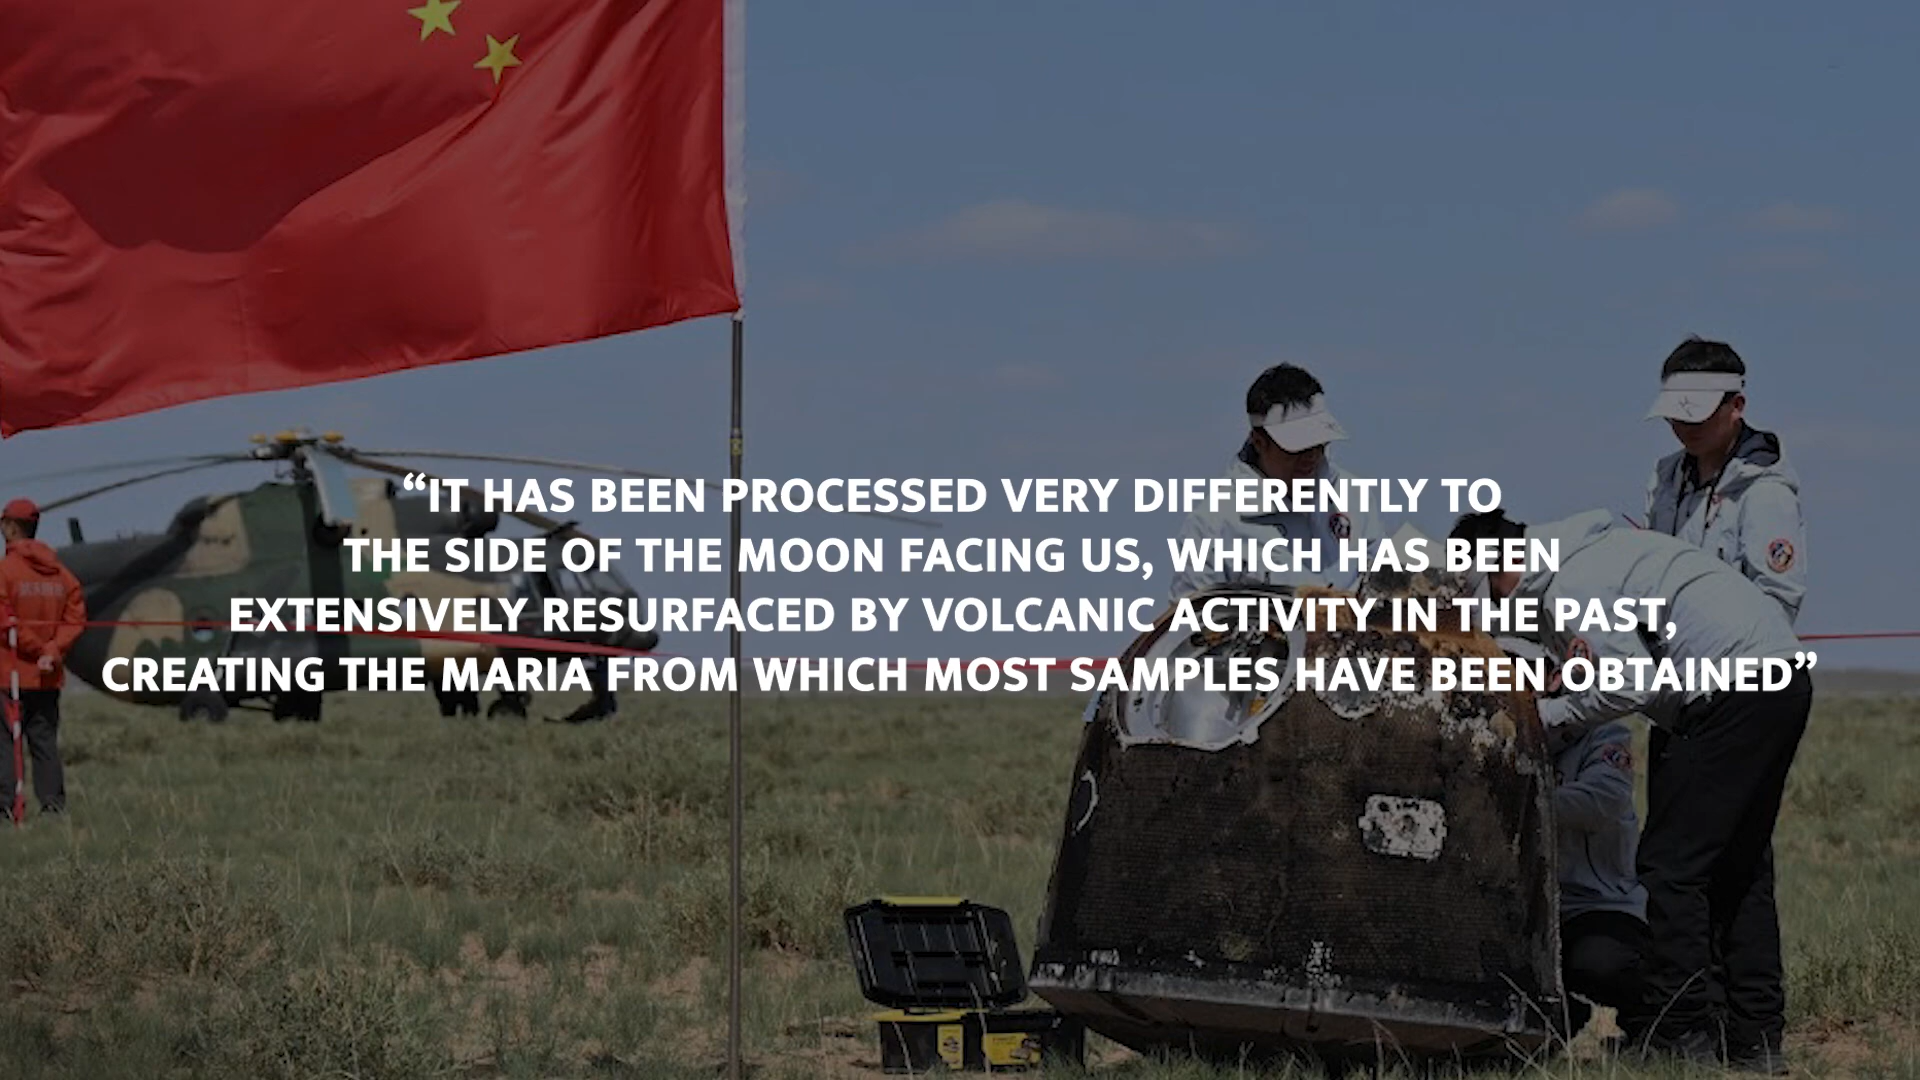 “IT HAS BEEN PROCESSED VERY DIFFERENTLY TO
THE SIDE OF THE MOON FACING US, WHICH HAS BEEN
EXTENSIVELY RESURFACED BY VOLCANIC ACTIVITY IN THE PAST,
CREATING THE MARIA FROM WHICH MOST SAMPLES HAVE BEEN OBTAINED”